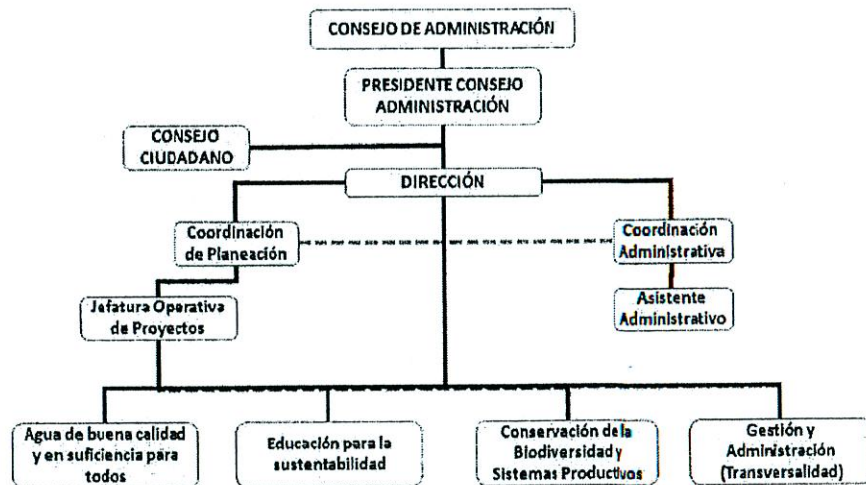 CONSEJO DE ADMINISTRACIÓN
PRESIDENTE CONSEJO
ADMINISTRACIÓN
CONSEJO
CIUDADANO
DIRECCIÓN
Coordinación
de Planeación
Coordinación
Administrativa
Jefatura Operativa
de Proyectos
Asistente
Administrativo
Agua de buena calidad
y en suficiencia para
todos
Educación para la
sustentabilidad
Conservación de la
Biodiversidad y
Sistemas Productivos
Gestión y
Administración
(Transversalidad)